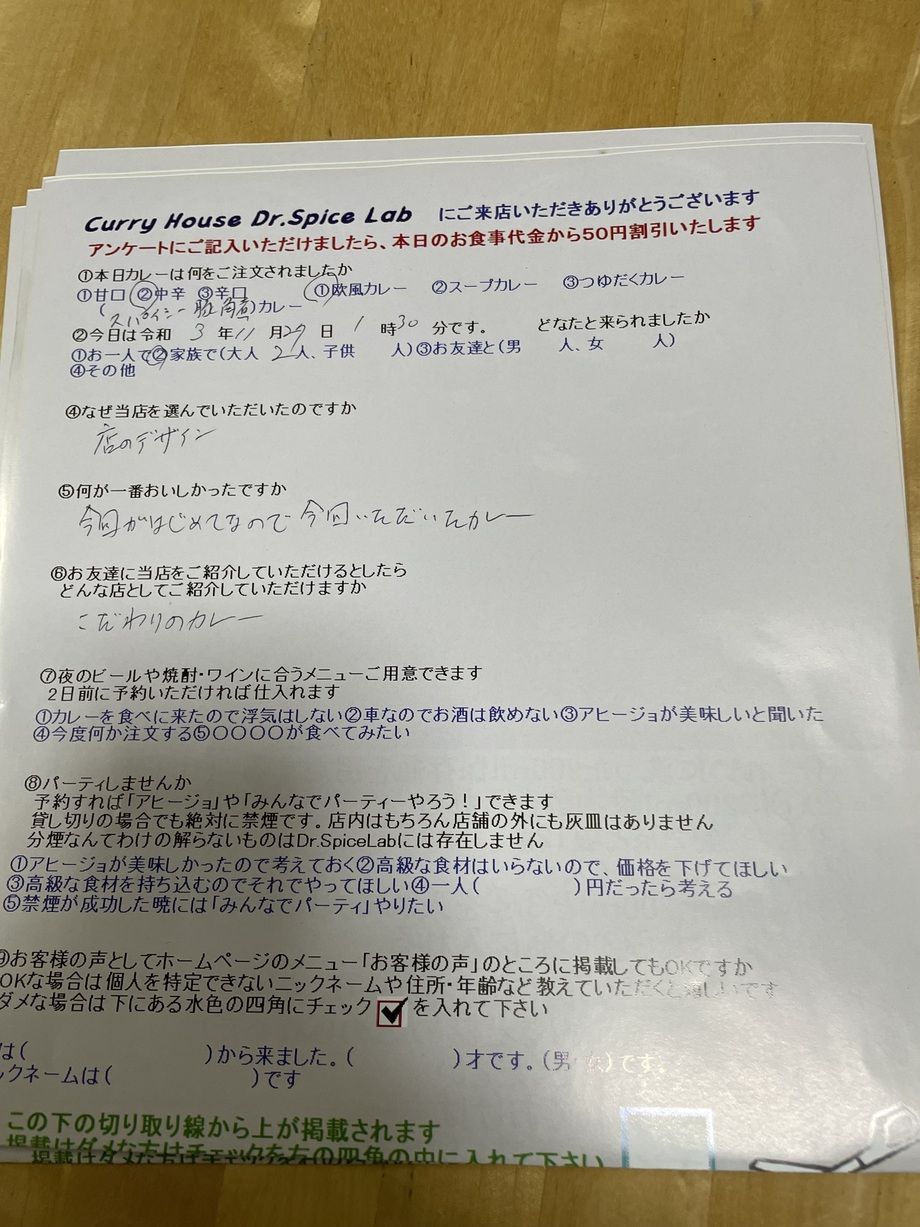 Curry House Dr.Spice Lab にご来店いただきありがとうございます
アンケートにご記入いただけましたら、本日のお食事代金から50円割引いたします
①本日カレーは何をご注文されましたか
①甘口 ②中辛 ③辛口 ①欧風カレー ②スープカレー ③つゆだくカレー
(スパイシー豚角煮)カレー
②今日は令和 3 年 11 月 29 日 1 時 30 分です。 どなたと来られましたか
①お一人で②家族で(大人 2 人、子供 人)③お友達と(男 人、女 人)
④その他
④なぜ当店を選んでいただいたのですか
店のデザイン
⑤何が一番おいしかったですか
今回がはじめてなので 今回いただいたカレー
⑥お友達に当店をご紹介していただけるとしたら
どんな店としてご紹介していただけますか
こだわりのカレー
⑦夜のビールや焼酎・ワインに合うメニューご用意できます
2日前に予約いただければ仕入れます
①カレーを食べに来たので浮気はしない②車なのでお酒は飲めない③アヒージョが美味しいと聞いた
④今度何か注文する⑤〇〇〇〇が食べてみたい
⑧パーティしませんか
予約すれば「アヒージョ」や「みんなでパーティーやろう!」できます
貸し切りの場合でも絶対に禁煙です。店内はもちろん店舗の外にも灰皿はありません
分煙なんてわけの解らないものはDr.SpiceLabには存在しません
①アヒージョが美味しかったので考えておく②高級な食材はいらないので、価格を下げてほしい
③高級な食材を持ち込むのでそれでやってほしい④一人( )円だったら考える
⑤禁煙が成功した暁には「みんなでパーティ」やりたい
⑨お客様の声としてホームページのメニュー「お客様の声」のところに掲載してもOKですか
OKな場合は個人を特定できないニックネームや住所・年齢など教えていただくと嬉しいです
ダメな場合は下にある水色の四角にチェック を入れて下さい
は( )から来ました。( )才です。(男・女)です。
ックネームは( )です
この下の切り取り線から上が掲載されます
掲載はダメな方はチェックを右の四角の中に入れて下さい